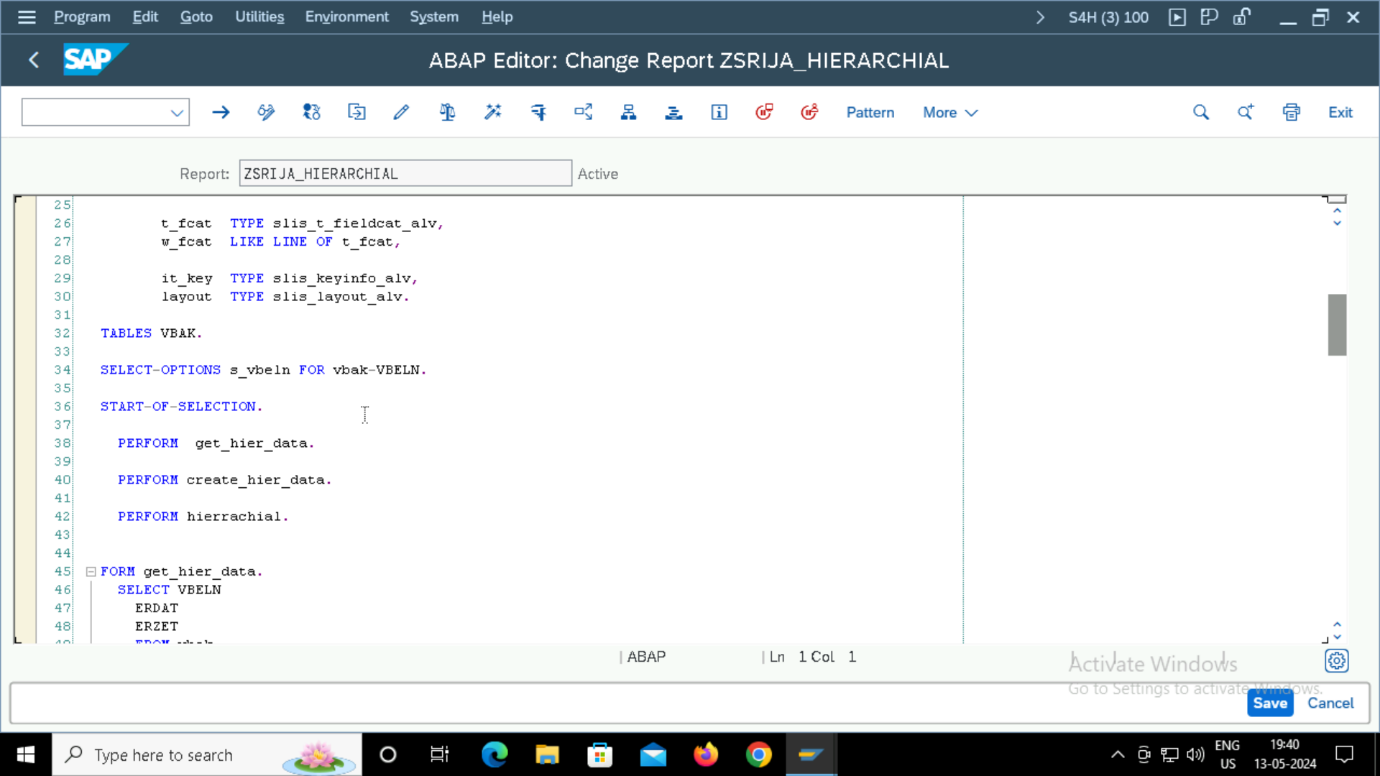 Program Edit Goto Utilities Environment System Help S4H (3) 100
SAP ABAP Editor: Change Report ZSRIJA_HIERARCHIAL
Pattern More Exit
Report: ZSRIJA_HIERARCHIAL Active
25
26 t_fcat TYPE slis_t_fieldcat_alv,
27 w_fcat LIKE LINE OF t_fcat,
28
29 it_key TYPE slis_keyinfo_alv,
30 layout TYPE slis_layout_alv.
31
32 TABLES VBAK.
33
34 SELECT-OPTIONS s_vbeln FOR vbak-VBELN.
35
36 START-OF-SELECTION.
37
38 PERFORM get_hier_data.
39
40 PERFORM create_hier_data.
41
42 PERFORM hierrachial.
43
44
45 FORM get_hier_data.
46 SELECT VBELN
47 ERDAT
48 ERZET
ABAP Ln 1 Col 1
Activate Windows
Go to Settings to activate Windows.
Save Cancel
Type here to search
ENG
US
19:40
13-05-2024